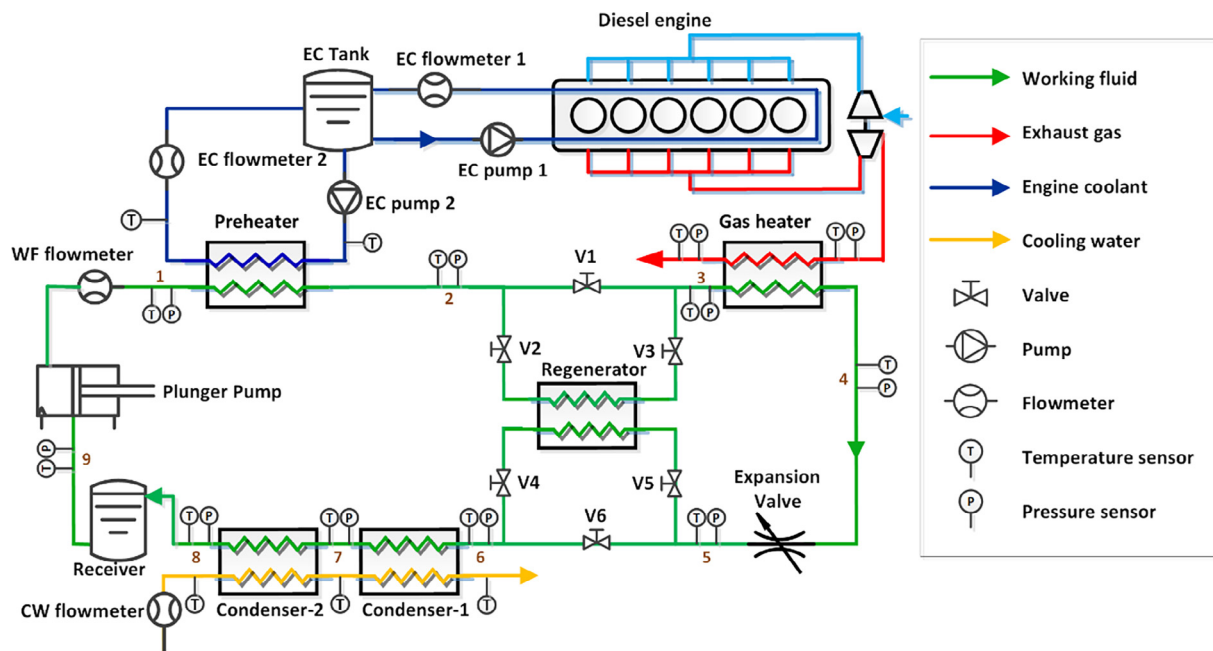 Diesel engine
EC Tank
EC flowmeter 1
Working fluid
Exhaust gas
EC flowmeter 2
EC pump 1
Engine coolant
EC pump 2
T
T
Preheater
Gas heater
Cooling water
WF flowmeter
T P
T P
T P
V1
1
2
3
Valve
T P
T P
V2
V3
Pump
Regenerator
4
T
P
Plunger Pump
Flowmeter
P
T
9
V4
V5
Expansion
Valve
T
Temperature sensor
V6
P
Pressure sensor
T P
T P
T P
T P
8
7
6
5
Receiver
T
T
T
CW flowmeter
Condenser-2
Condenser-1